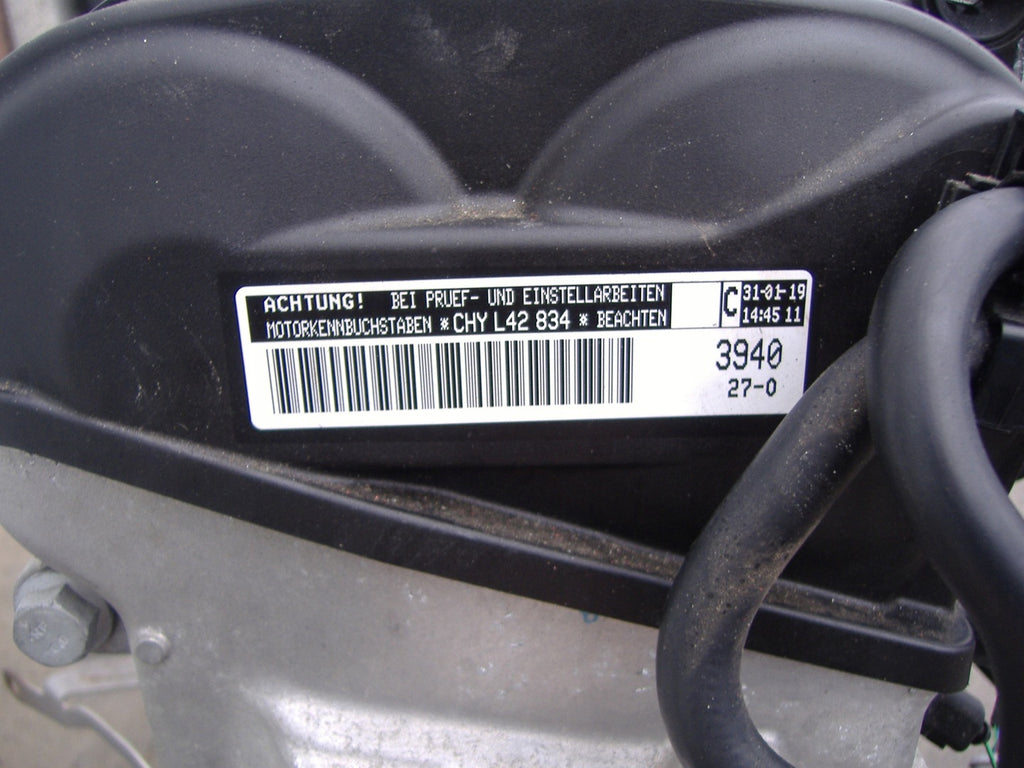 ACHTUNG! BEI PRUEF- UND EINSTELLARBEITEN
MOTORKENNBUCHSTABEN *CHY L42 834 * BEACHTEN
C
31-01-19
14:45 11
3940
27-0